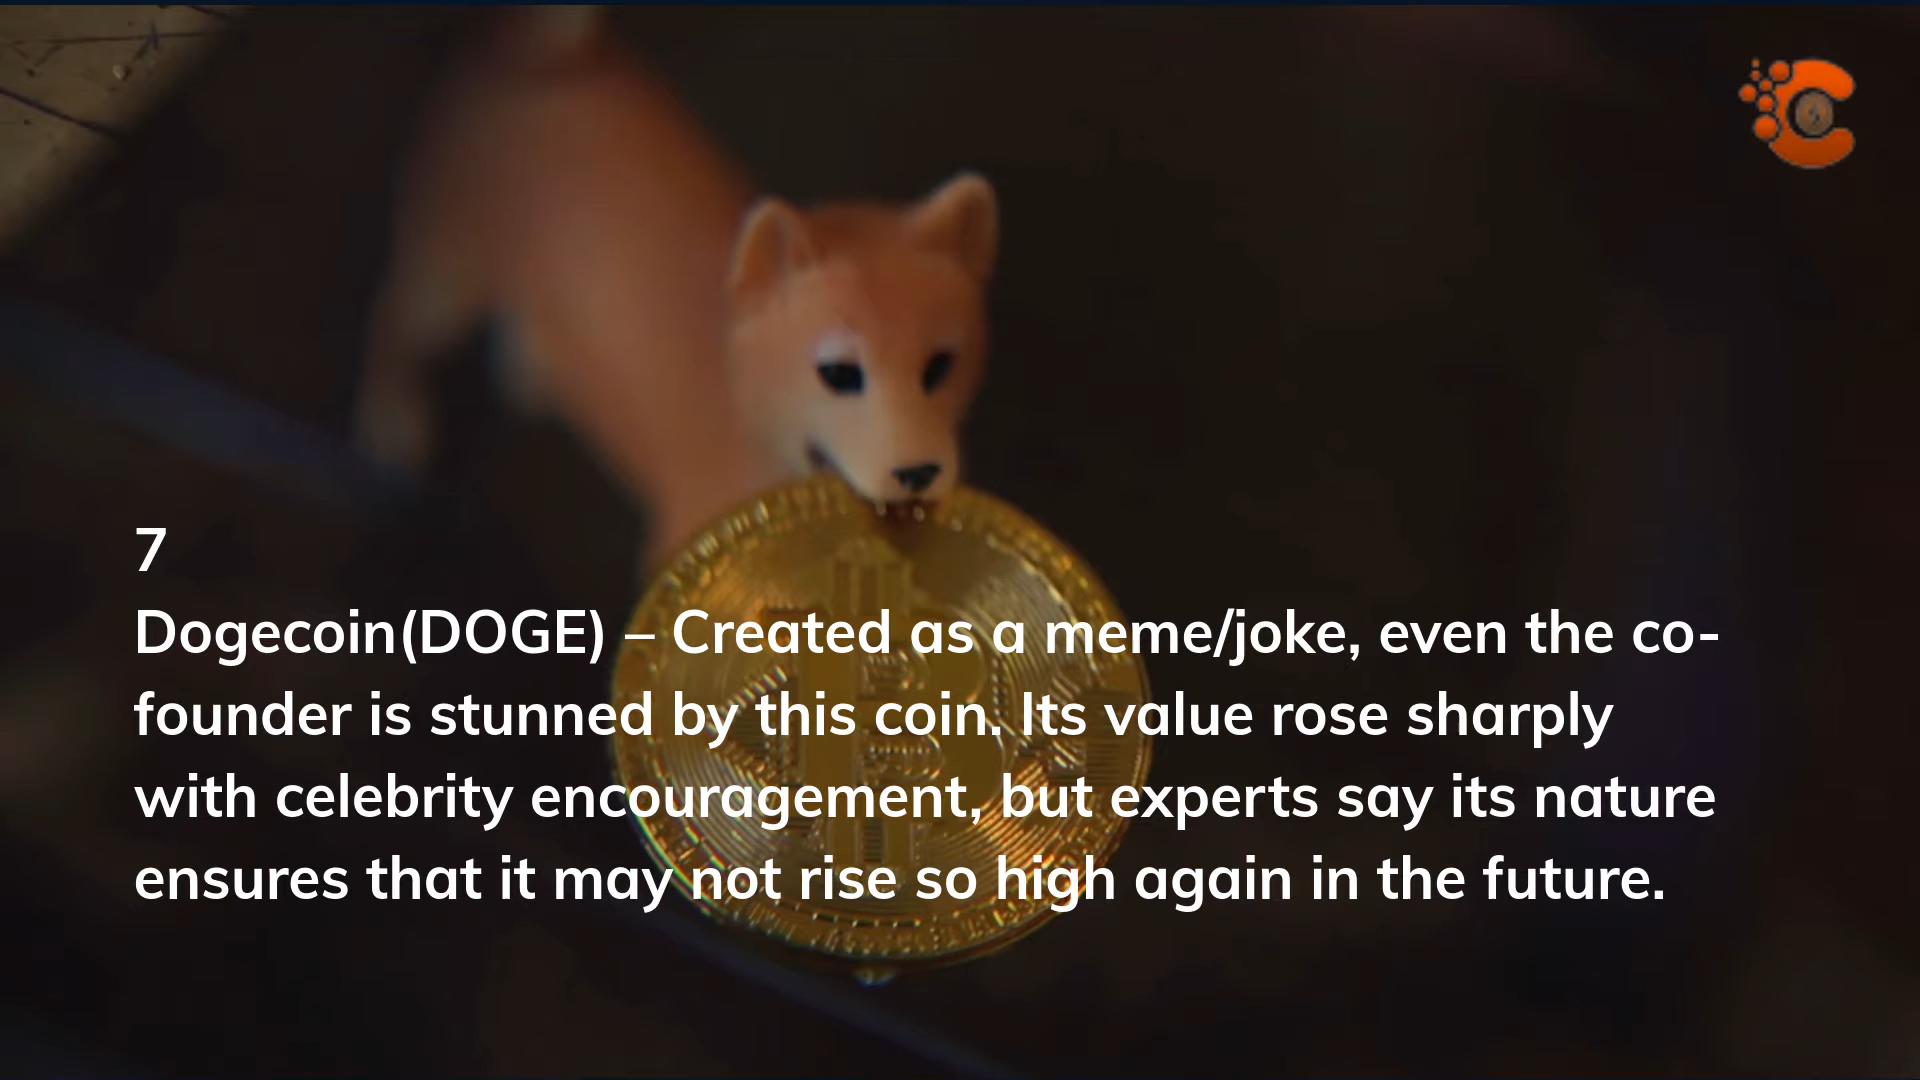 7
Dogecoin(DOGE) – Created as a meme/joke, even the co-
founder is stunned by this coin. Its value rose sharply
with celebrity encouragement, but experts say its nature
ensures that it may not rise so high again in the future.